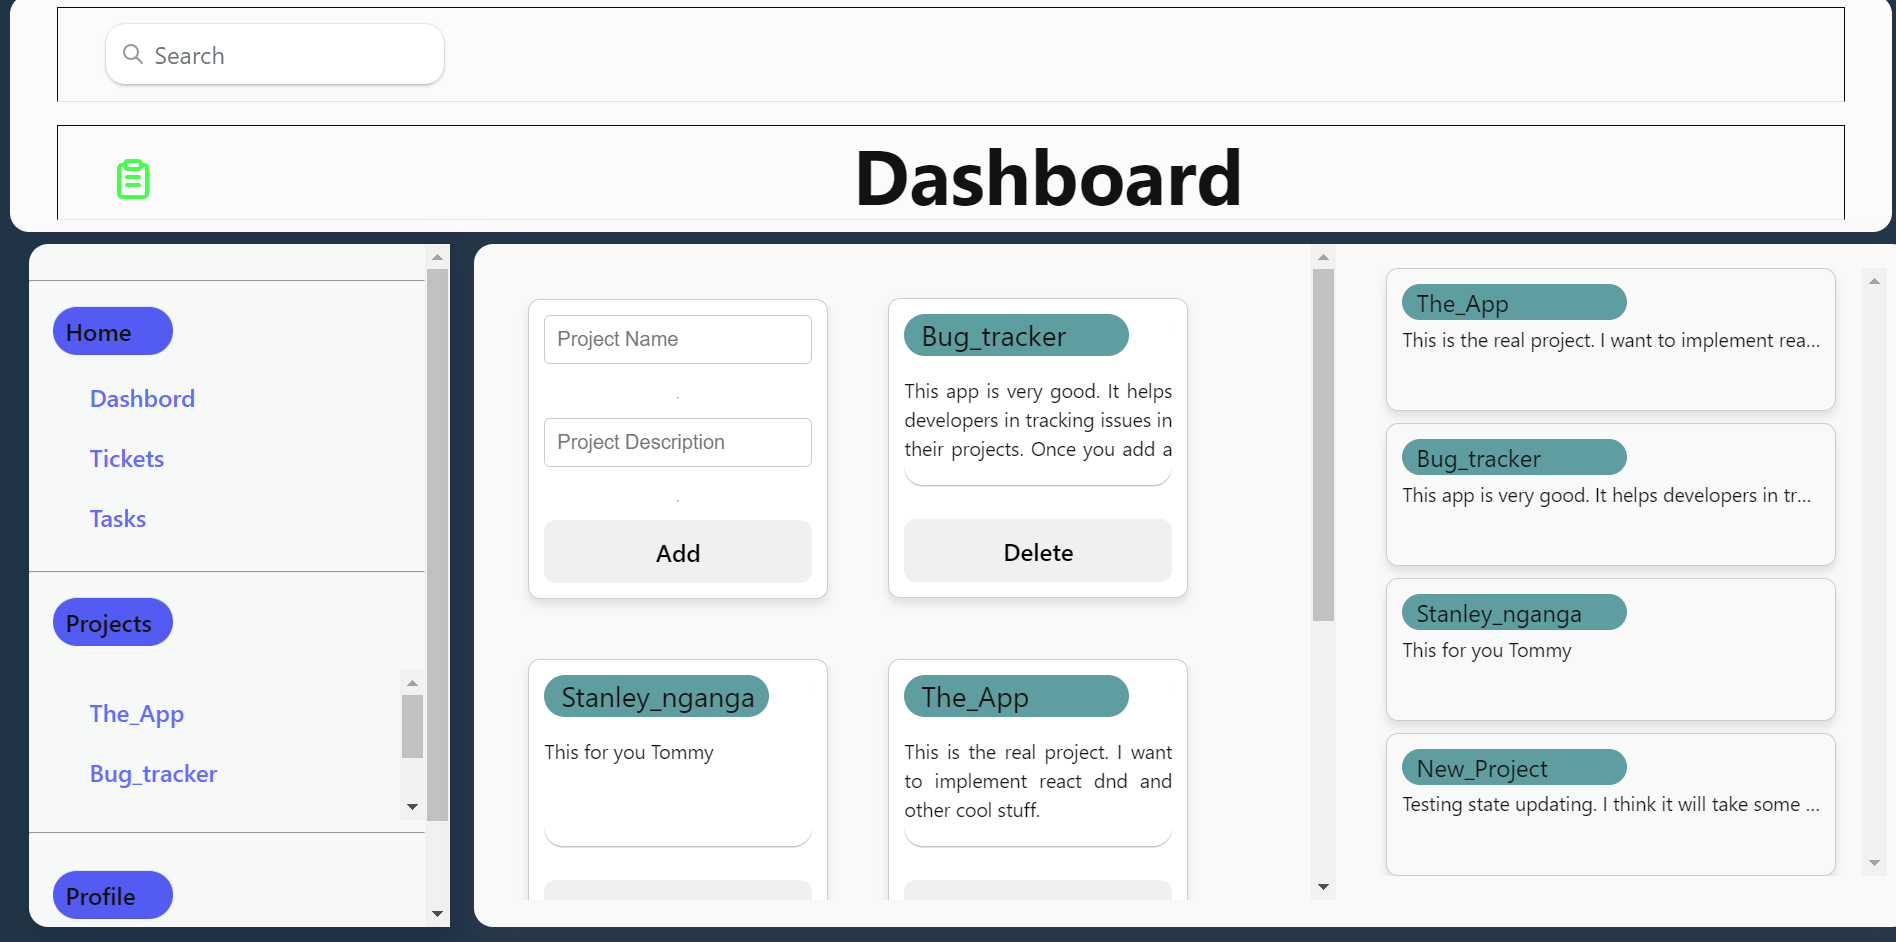 Search
Dashboard
Home
Dashbord
Tickets
Tasks
Projects
The_App
Bug_tracker
Profile
Project Name
.
Project Description
.
Add
Bug_tracker
This app is very good. It helps
developers in tracking issues in
their projects. Once you add a
Delete
Stanley_nganga
This for you Tommy
The_App
This is the real project. I want
to implement react dnd and
other cool stuff.
The_App
This is the real project. I want to implement rea...
Bug_tracker
This app is very good. It helps developers in tr...
Stanley_nganga
This for you Tommy
New_Project
Testing state updating. I think it will take some ...